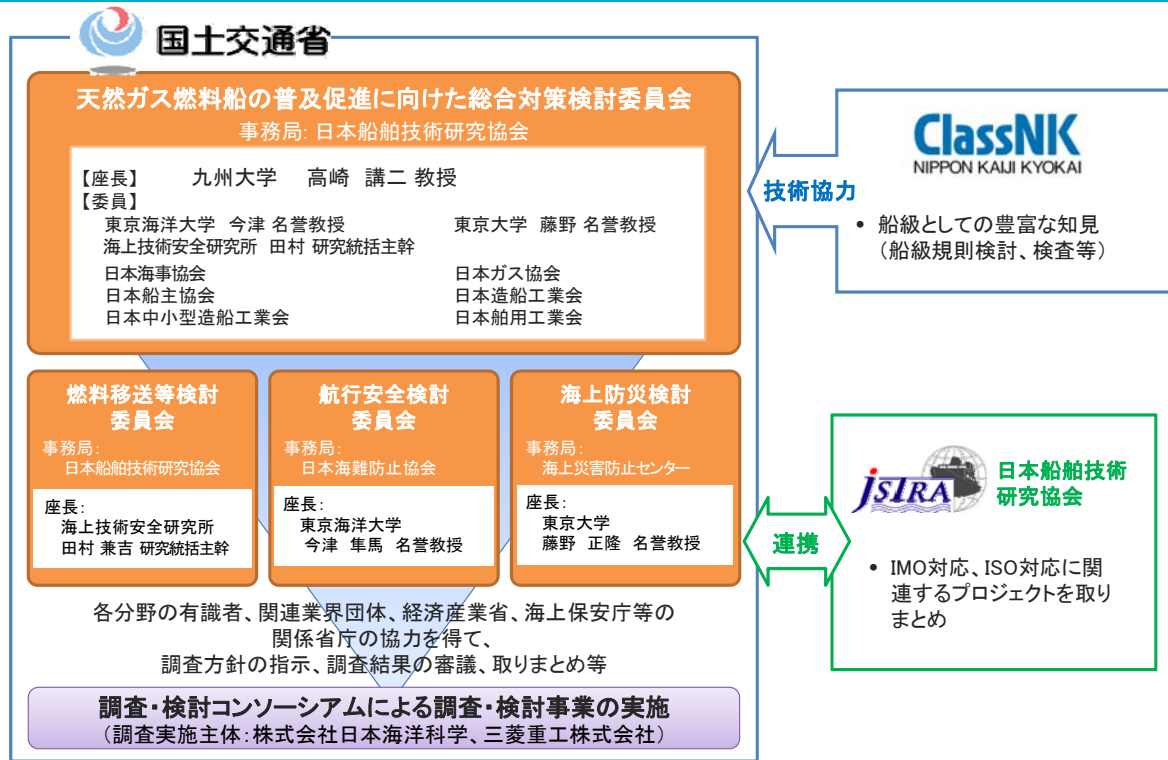 国土交通省
天然ガス燃料船の普及促進に向けた総合対策検討委員会
事務局: 日本船舶技術研究協会
【座長】 九州大学 高崎 講二 教授
【委員】
東京海洋大学 今津 名誉教授 東京大学 藤野 名誉教授
海上技術安全研究所 田村 研究統括主幹
日本海事協会 日本ガス協会
日本船主協会 日本造船工業会
日本中小型造船工業会 日本舶用工業会
技術協力
ClassNK
NIPPON KAIJI KYOKAI
• 船級としての豊富な知見
（船級規則検討、検査等）
燃料移送等検討
委員会
事務局:
日本船舶技術研究協会
座長:
海上技術安全研究所
田村 兼吉 研究統括主幹
航行安全検討
委員会
事務局:
日本海難防止協会
座長:
東京海洋大学
今津 隼馬 名誉教授
海上防災検討
委員会
事務局:
海上災害防止センター
座長:
東京大学
藤野 正隆 名誉教授
連携
JSTRA
日本船舶技術
研究協会
• IMO対応、ISO対応に関
連するプロジェクトを取り
まとめ
各分野の有識者、関連業界団体、経済産業省、海上保安庁等の
関係省庁の協力を得て、
調査方針の指示、調査結果の審議、取りまとめ等
調査・検討コンソーシアムによる調査・検討事業の実施
（調査実施主体:株式会社日本海洋科学、三菱重工株式会社）